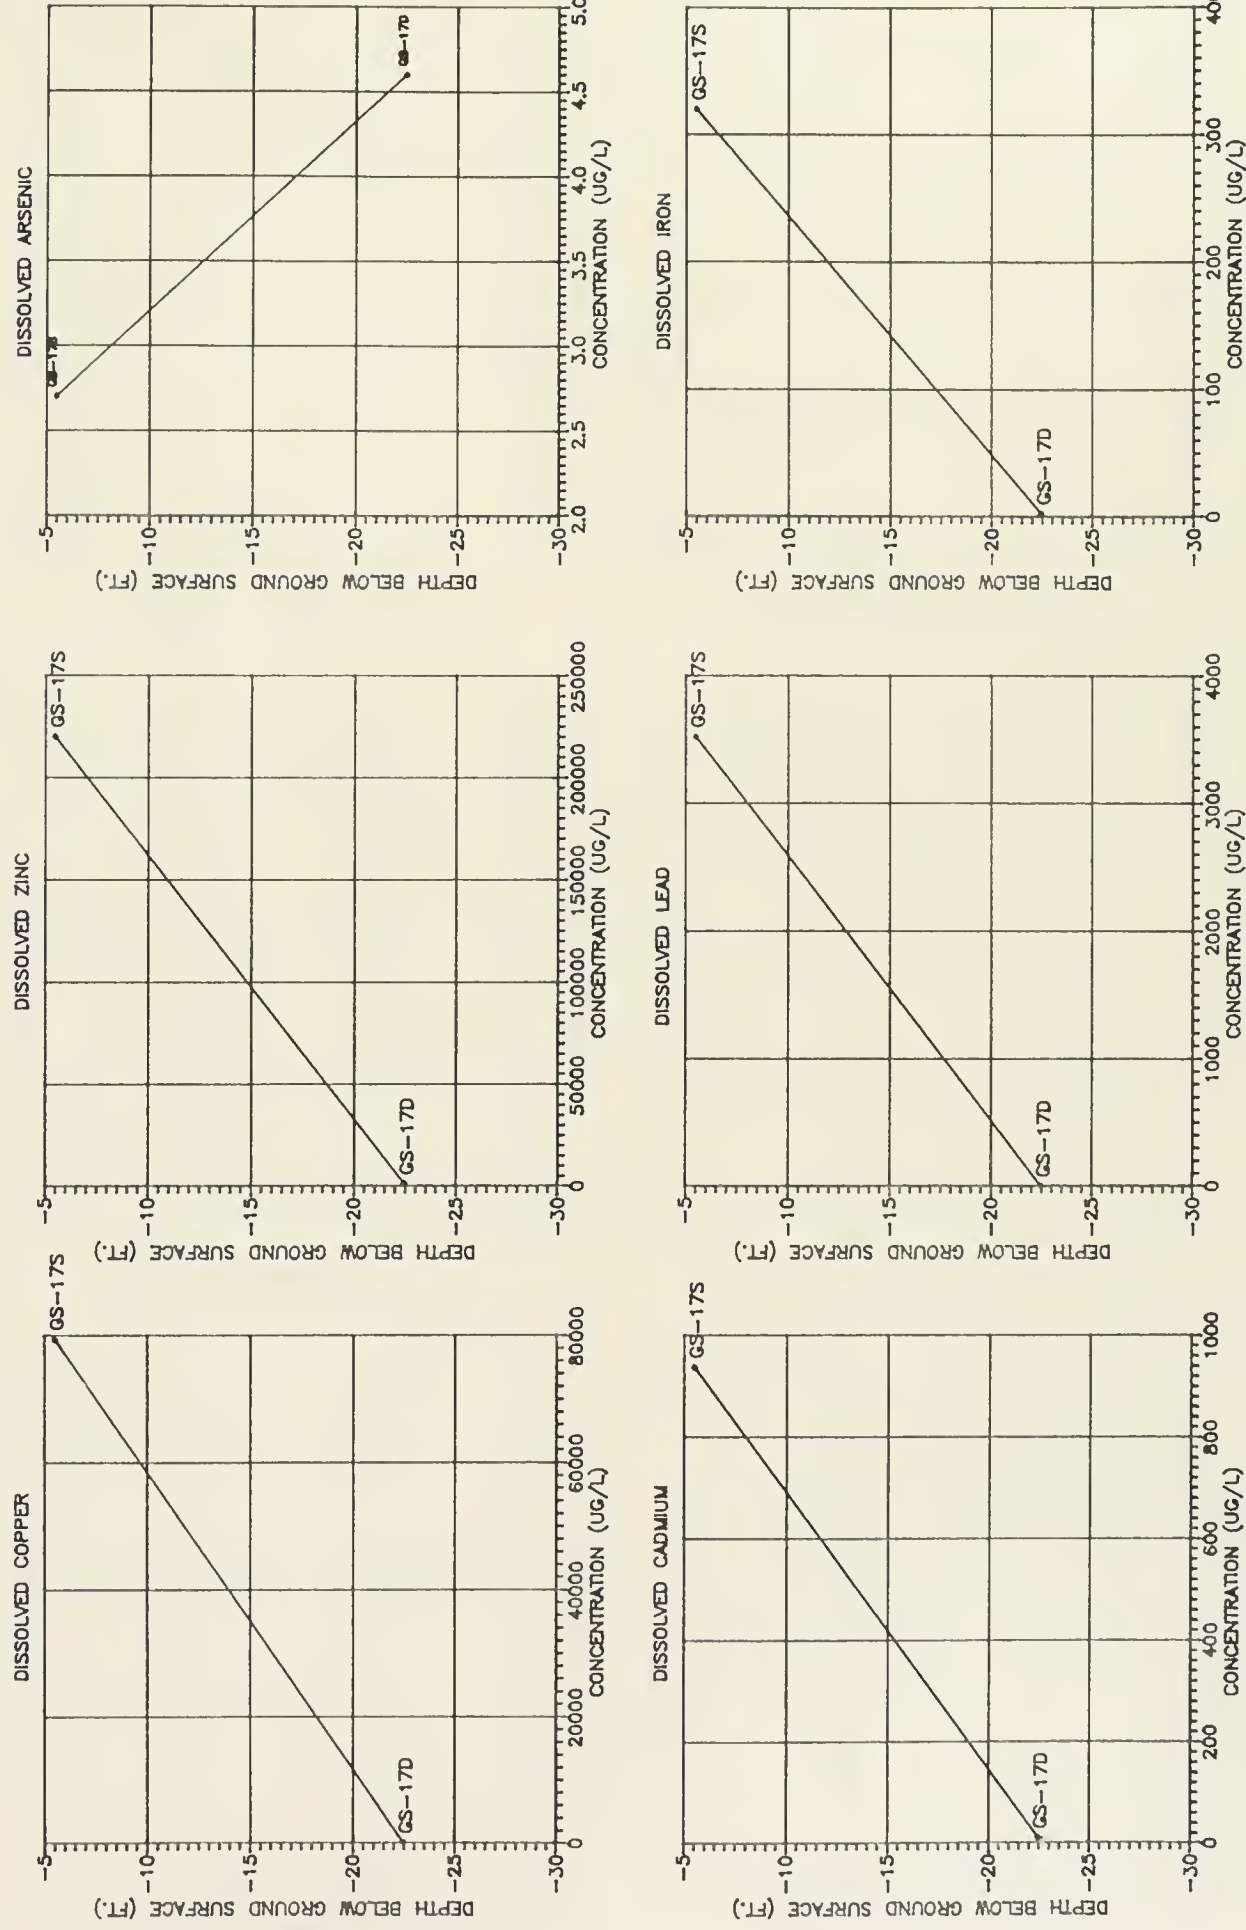 DISSOLVED COPPER
-5
-10
-15
-20
-25
-30
DEPTH BELOW GROUND SURFACE (FT.)
GS-17S
GS-17D
0
20000
40000
60000
80000
CONCENTRATION (UG/L)
DISSOLVED ZINC
-5
-10
-15
-20
-25
-30
DEPTH BELOW GROUND SURFACE (FT.)
GS-17S
GS-17D
0
50000
100000
150000
200000
250000
CONCENTRATION (UG/L)
DISSOLVED ARSENIC
-5
-10
-15
-20
-25
-30
DEPTH BELOW GROUND SURFACE (FT.)
GS-17S
GS-17D
2.0
2.5
3.0
3.5
4.0
4.5
5.0
CONCENTRATION (UG/L)
DISSOLVED CADMIUM
-5
-10
-15
-20
-25
-30
DEPTH BELOW GROUND SURFACE (FT.)
GS-17S
GS-17D
0
200
400
600
800
1000
CONCENTRATION (UG/L)
DISSOLVED LEAD
-5
-10
-15
-20
-25
-30
DEPTH BELOW GROUND SURFACE (FT.)
GS-17S
GS-17D
0
1000
2000
3000
4000
CONCENTRATION (UG/L)
DISSOLVED IRON
-5
-10
-15
-20
-25
-30
DEPTH BELOW GROUND SURFACE (FT.)
GS-17S
GS-17D
0
100
200
300
CONCENTRATION (UG/L)